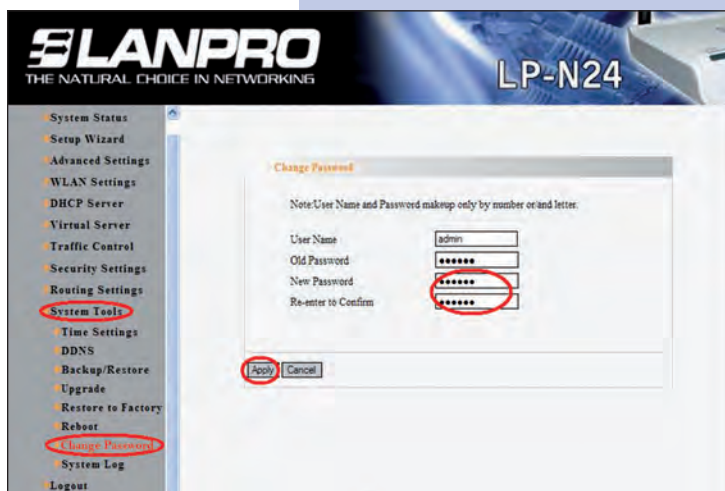 LANPRO
THE NATURAL CHOICE IN NETWORKING
LP-N24
System Status
Setup Wizard
Advanced Settings
WLAN Settings
DHCP Server
Virtual Server
Traffic Control
Security Settings
Routing Settings
System Tools
Time Settings
DDNS
Backup/Restore
Upgrade
Restore to Factory
Reboot
Change Password
System Log
Logout
Change Password
Note:User Name and Password makeup only by number or/and letter.
User Name admin
Old Password ●●●●●●
New Password ●●●●●●
Re-enter to Confirm ●●●●●●
Apply Cancel